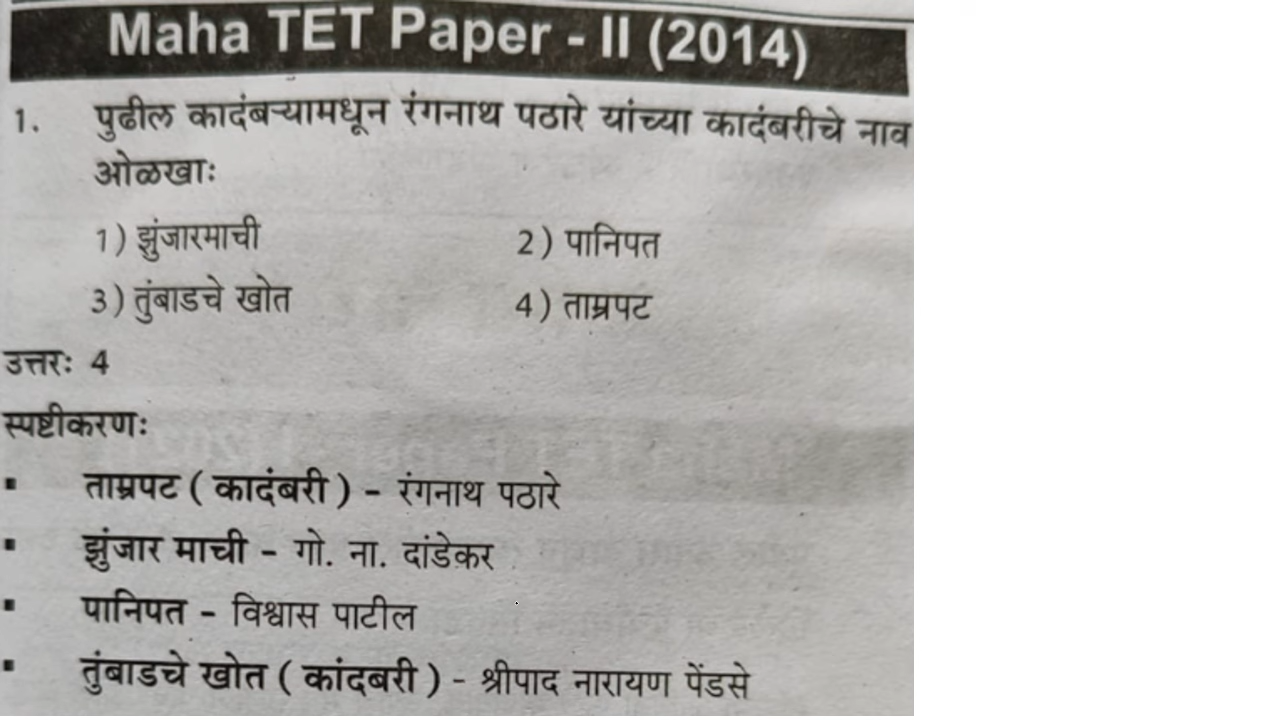 Maha TET Paper - II (2014)
1. पुढील कादंबऱ्यामधून रंगनाथ पठारे यांच्या कादंबरीचे नाव
ओळखाः
1) झुंजारमाची 2) पानिपत
3) तुंबाडचे खोत 4) ताम्रपट
उत्तरः 4
स्पष्टीकरणः
▪ ताम्रपट ( कादंबरी ) - रंगनाथ पठारे
▪ झुंजार माची - गो. ना. दांडेकर
▪ पानिपत - विश्वास पाटील
▪ तुंबाडचे खोत ( कांदबरी ) - श्रीपाद नारायण पेंडसे